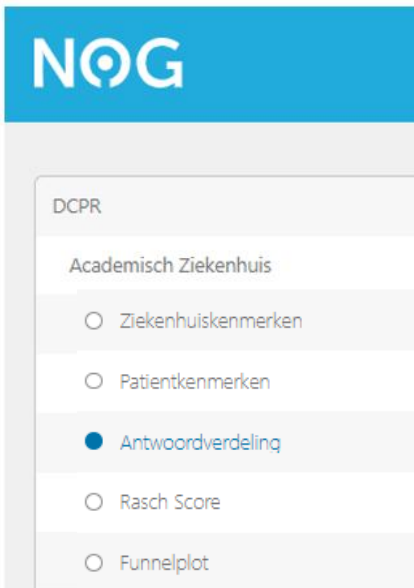 NOG
DCPR
Academisch Ziekenhuis
Ziekenhuiskenmerken
Patientkenmerken
Antwoordverdeling
Rasch Score
Funnelplot